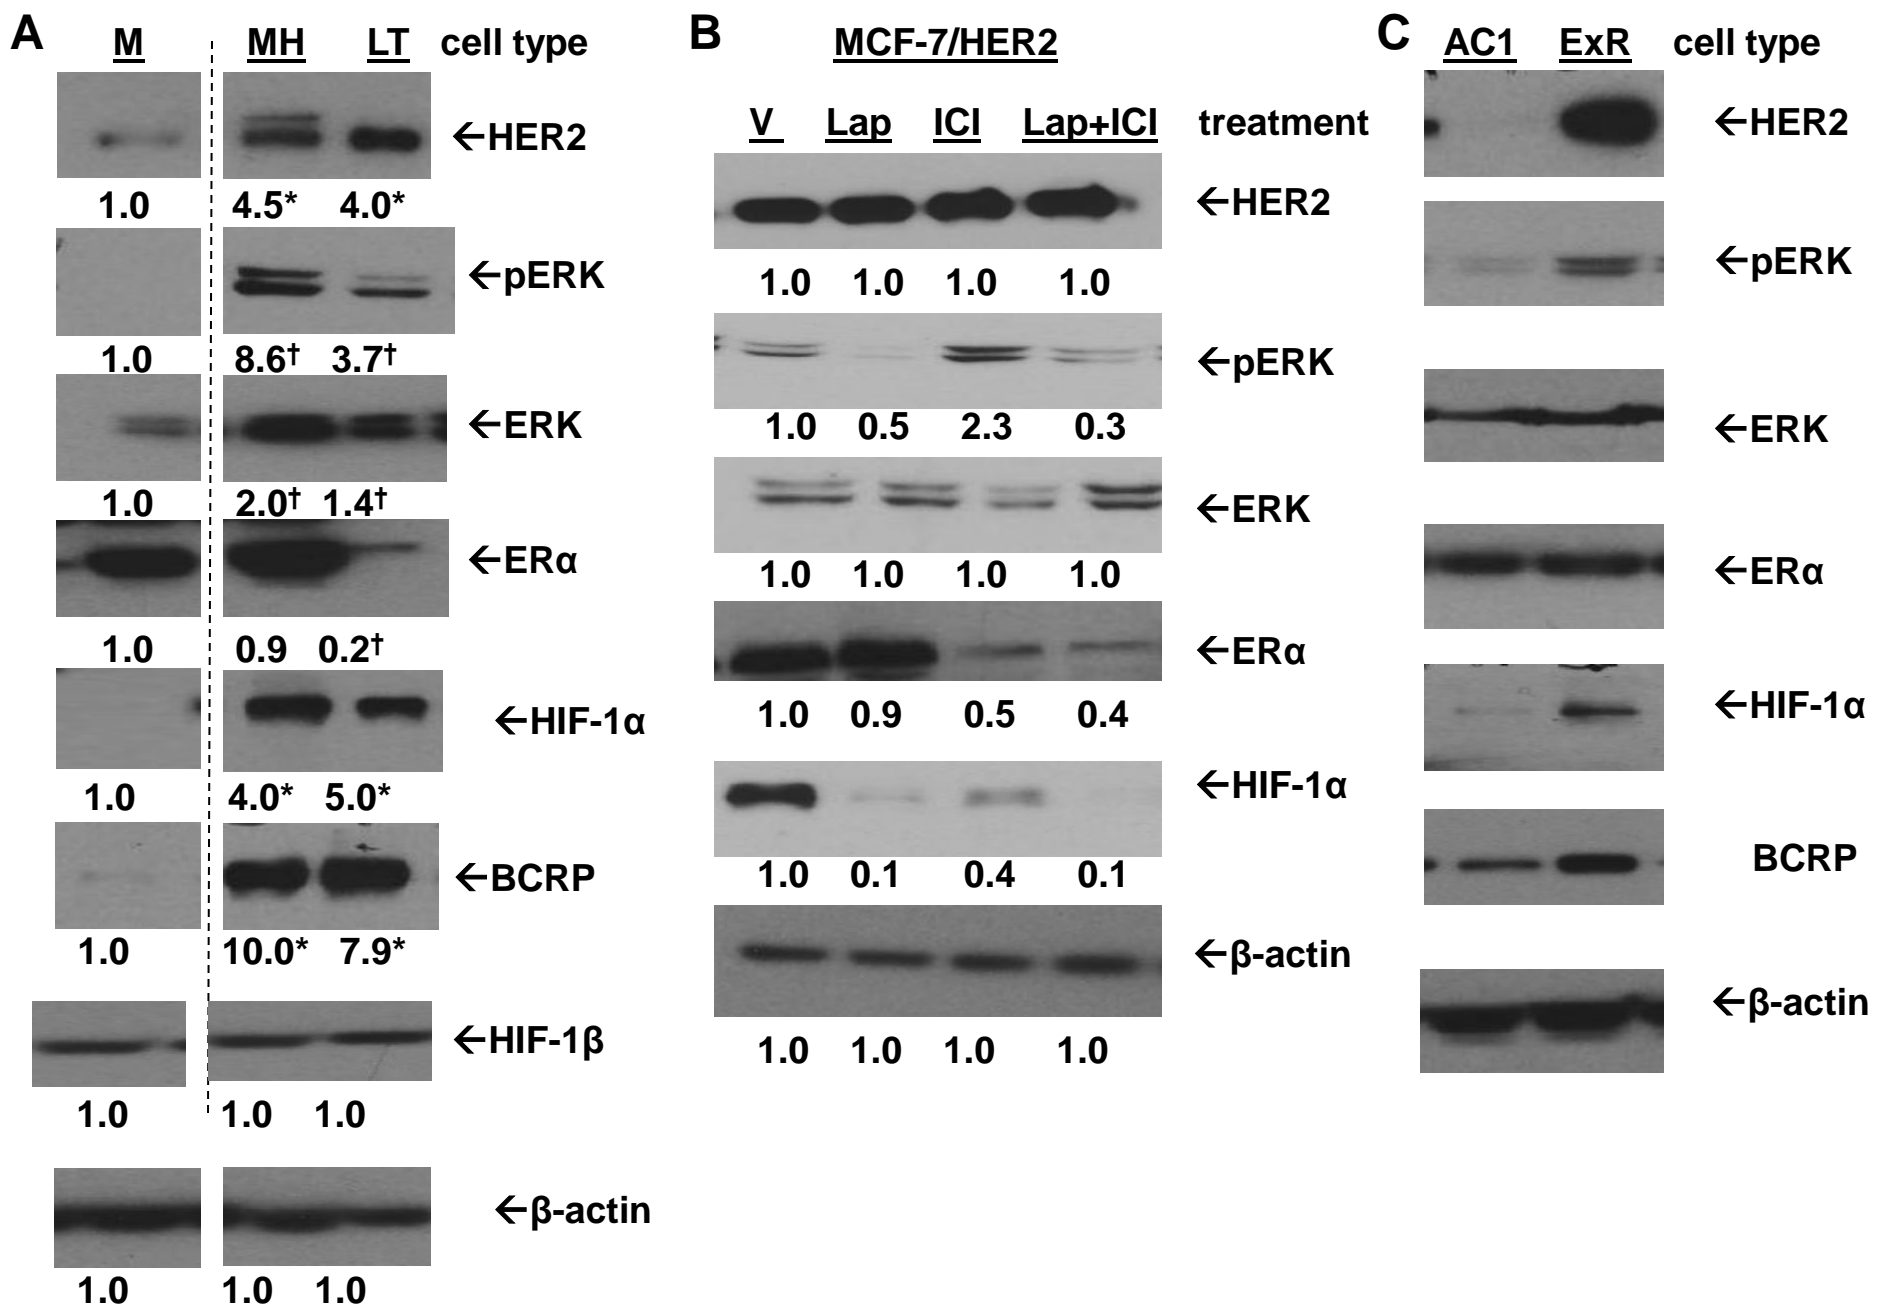 A
M MH LT cell type
←HER2
1.0 4.5* 4.0*
←pERK
1.0 8.6† 3.7†
←ERK
1.0 2.0† 1.4†
←ERα
1.0 0.9 0.2†
←HIF-1α
1.0 4.0* 5.0*
←BCRP
1.0 10.0* 7.9*
←HIF-1β
1.0 1.0 1.0
←β-actin
1.0 1.0 1.0
B
MCF-7/HER2
V Lap ICI Lap+ICI treatment
←HER2
1.0 1.0 1.0 1.0
←pERK
1.0 0.5 2.3 0.3
←ERK
1.0 1.0 1.0 1.0
←ERα
1.0 0.9 0.5 0.4
←HIF-1α
1.0 0.1 0.4 0.1
←β-actin
1.0 1.0 1.0 1.0
C
AC1 ExR cell type
←HER2
←pERK
←ERK
←ERα
←HIF-1α
BCRP
←β-actin